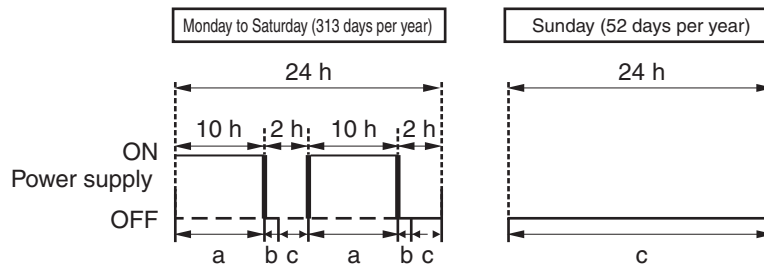 Monday to Saturday (313 days per year)
Sunday (52 days per year)
24 h
24 h
10 h 2 h 10 h 2 h
ON
Power supply
OFF
a b c a b c
c